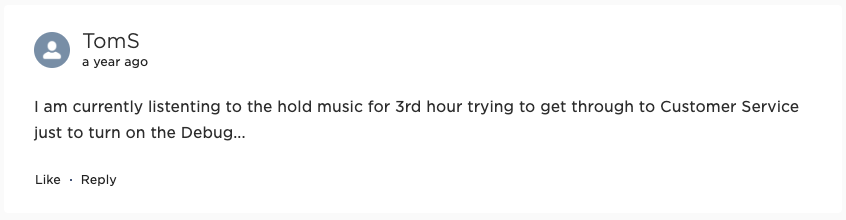 TomS
a year ago
I am currently listenting to the hold music for 3rd hour trying to get through to Customer Service
just to turn on the Debug...
Like · Reply